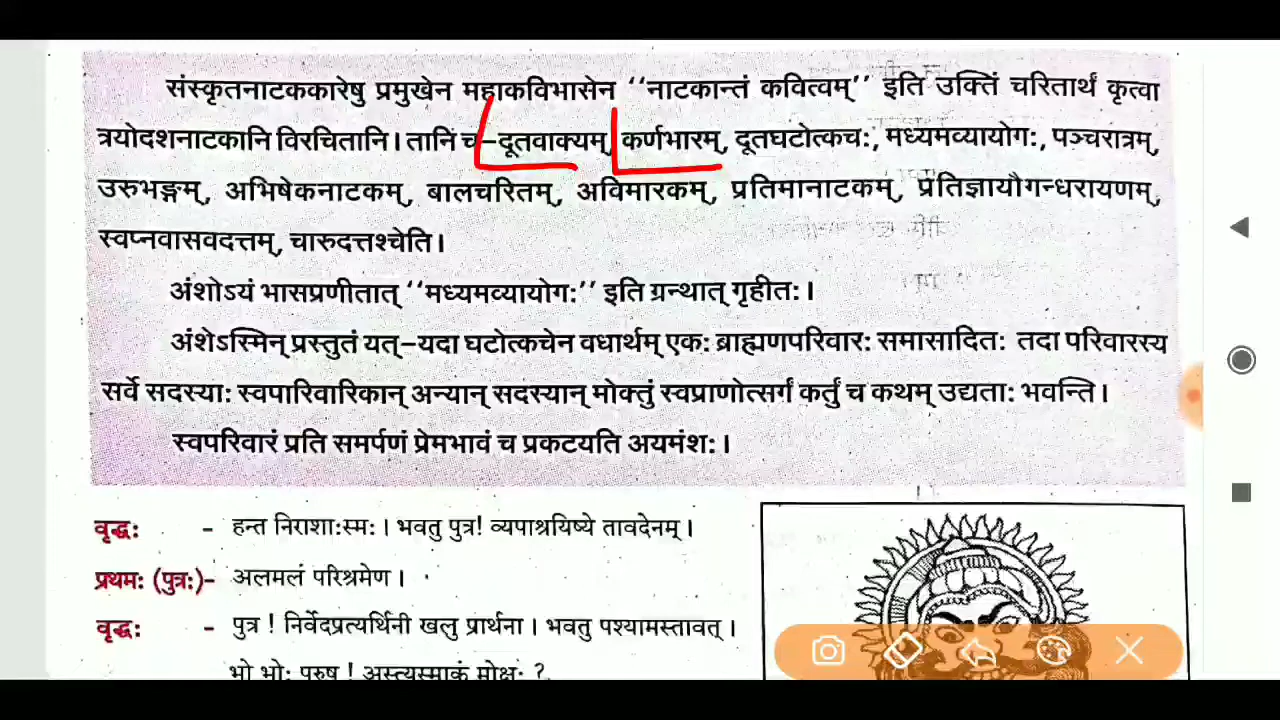 संस्कृतनाटककारेषु प्रमुखेन महाकविभासेन ‘‘नाटकान्तं कवित्वम्’’ इति उक्तिं चरितार्थं कृत्वा
त्रयोदशनाटकानि विरचितानि। तानि च–दूतवाक्यम्, कर्णभारम्, दूतघटोत्कचः, मध्यमव्यायोगः, पञ्चरात्रम्,
उरुभङ्गम्, अभिषेकनाटकम्, बालचरितम्, अविमारकम्, प्रतिमानाटकम्, प्रतिज्ञायौगन्धरायणम्,
स्वप्नवासवदत्तम्, चारुदत्तश्चेति।
अंशोऽयं भासप्रणीतात् ‘‘मध्यमव्यायोगः’’ इति ग्रन्थात् गृहीतः।
अंशेऽस्मिन् प्रस्तुतं यत्–यदा घटोत्कचेन वधार्थम् एकः ब्राह्मणपरिवारः समासादितः तदा परिवारस्य
सर्वे सदस्याः स्वपारिवारिकान् अन्यान् सदस्यान् मोक्तुं स्वप्राणोत्सर्गं कर्तुं च कथम् उद्यताः भवन्ति।
स्वपरिवारं प्रति समर्पणं प्रेमभावं च प्रकटयति अयमंशः।
वृद्धः - हन्त निराशाःस्मः। भवतु पुत्र! व्यपाश्रयिष्ये तावदेनम्।
प्रथमः (पुत्रः)- अलमलं परिश्रमेण।
वृद्धः - पुत्र ! निर्वेदप्रत्यर्थिनी खलु प्रार्थना। भवतु पश्यामस्तावत्।
भो भोः पुरुष ! अस्त्यस्माकं मोक्षः ?